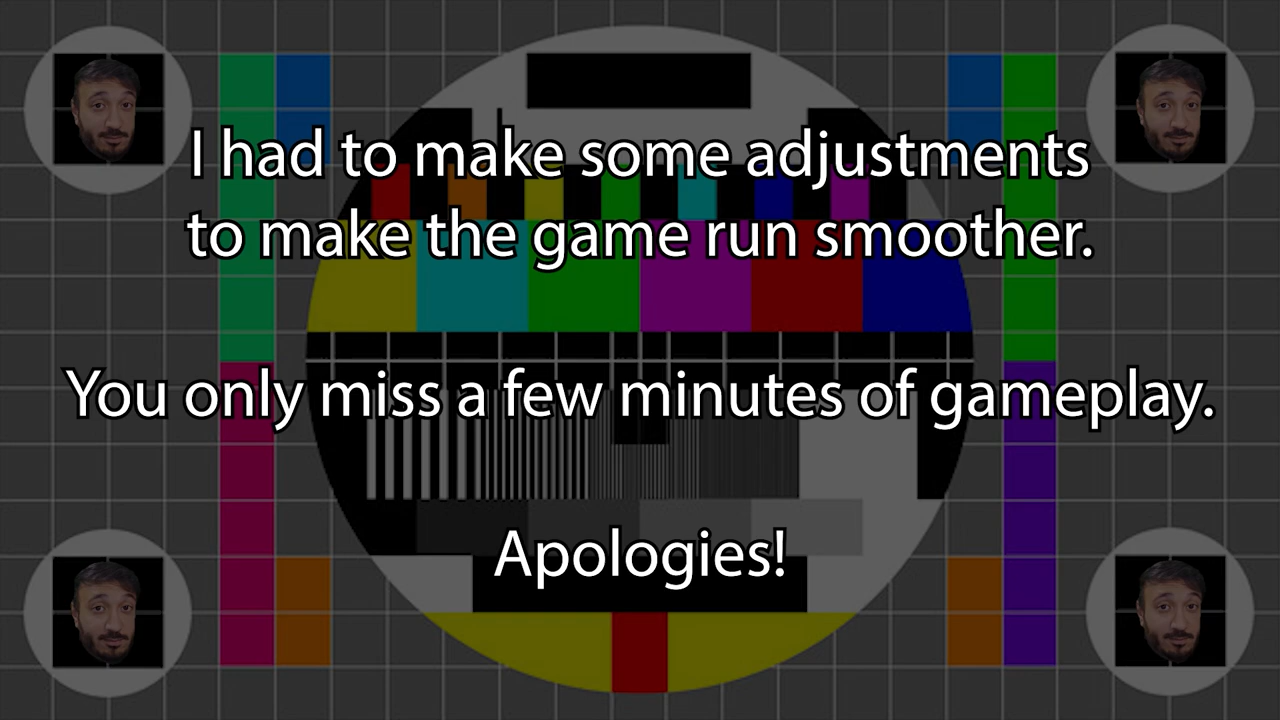 I had to make some adjustments
to make the game run smoother.
You only miss a few minutes of gameplay.
Apologies!